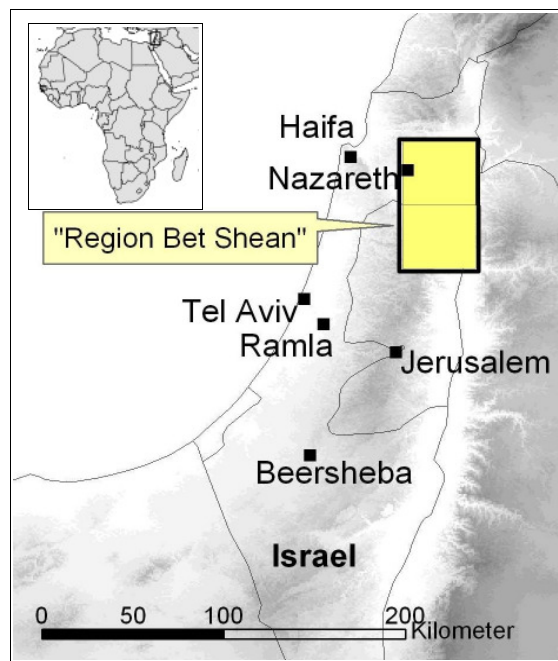 Haifa
Nazareth
"Region Bet Shean"
Tel Aviv
Ramla
Jerusalem
Beersheba
Israel
0 50 100 200
Kilometer